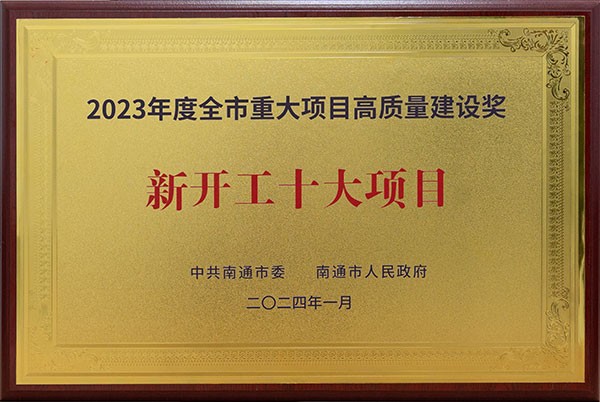 2023年度全市重大项目高质量建设奖
新开工十大项目
中共南通市委 南通市人民政府
二〇二四年一月